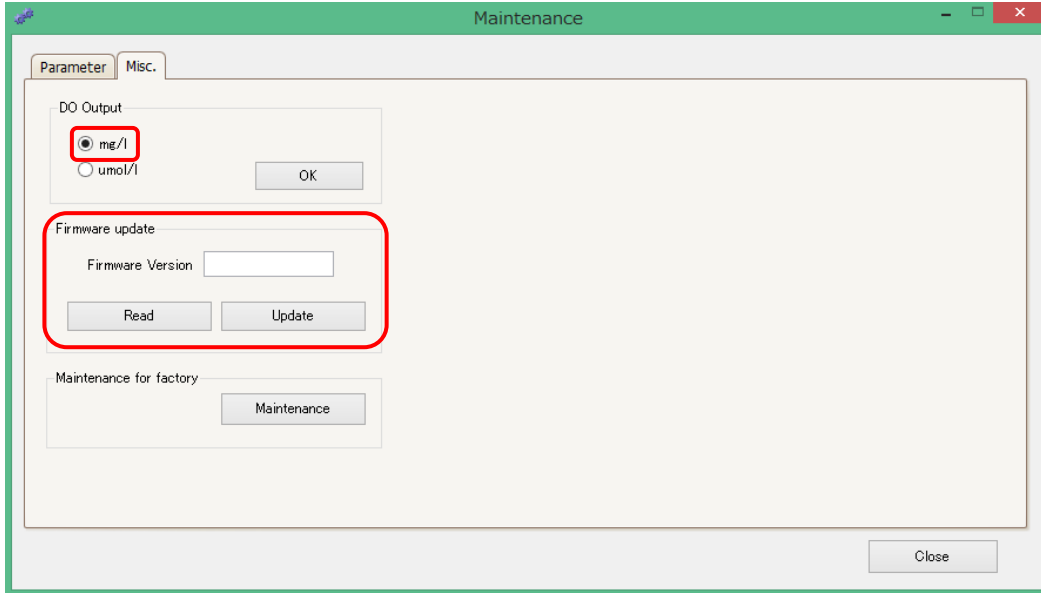 Maintenance
Parameter Misc.
DO Output
mg/l
umol/l
OK
Firmware update
Firmware Version
Read Update
Maintenance for factory
Maintenance
Close